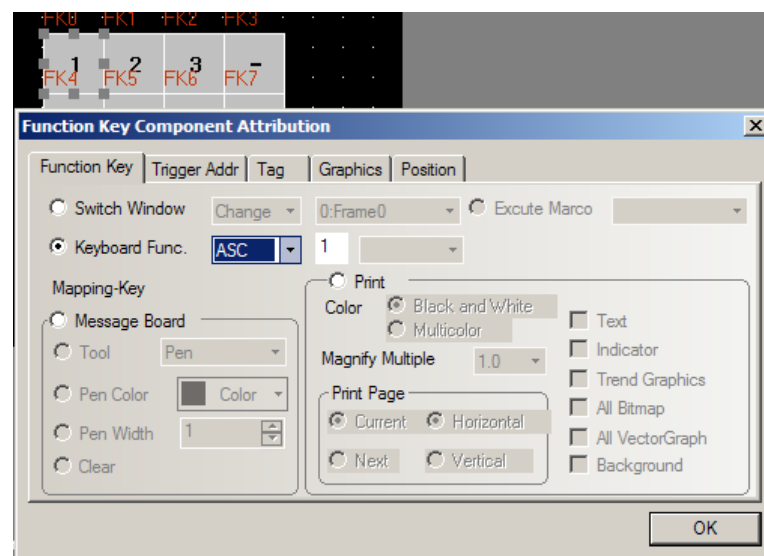 FK0 FK1 FK2 FK3
1 2 3 -
FK4 FK5 FK6 FK7
Function Key Component Attribution
Function Key Trigger Addr Tag Graphics Position
Switch Window Change 0:Frame0 Excute Marco
Keyboard Func. ASC 1
Mapping-Key
Message Board
Tool Pen
Pen Color Color
Pen Width 1
Clear
Print
Color Black and White
Multicolor
Magnify Multiple 1.0
Print Page
Current Horizontal
Next Vertical
Text
Indicator
Trend Graphics
All Bitmap
All VectorGraph
Background
OK